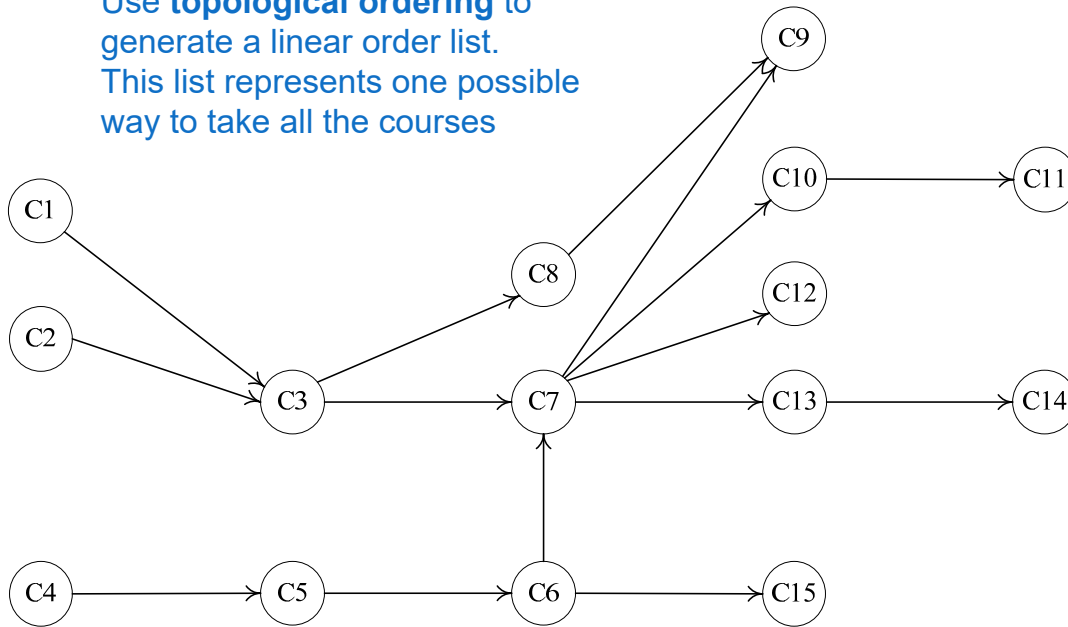 Use topological ordering to
generate a linear order list.
This list represents one possible
way to take all the courses
C9
C10
C11
C1
C8
C12
C2
C3
C7
C13
C14
C4
C5
C6
C15